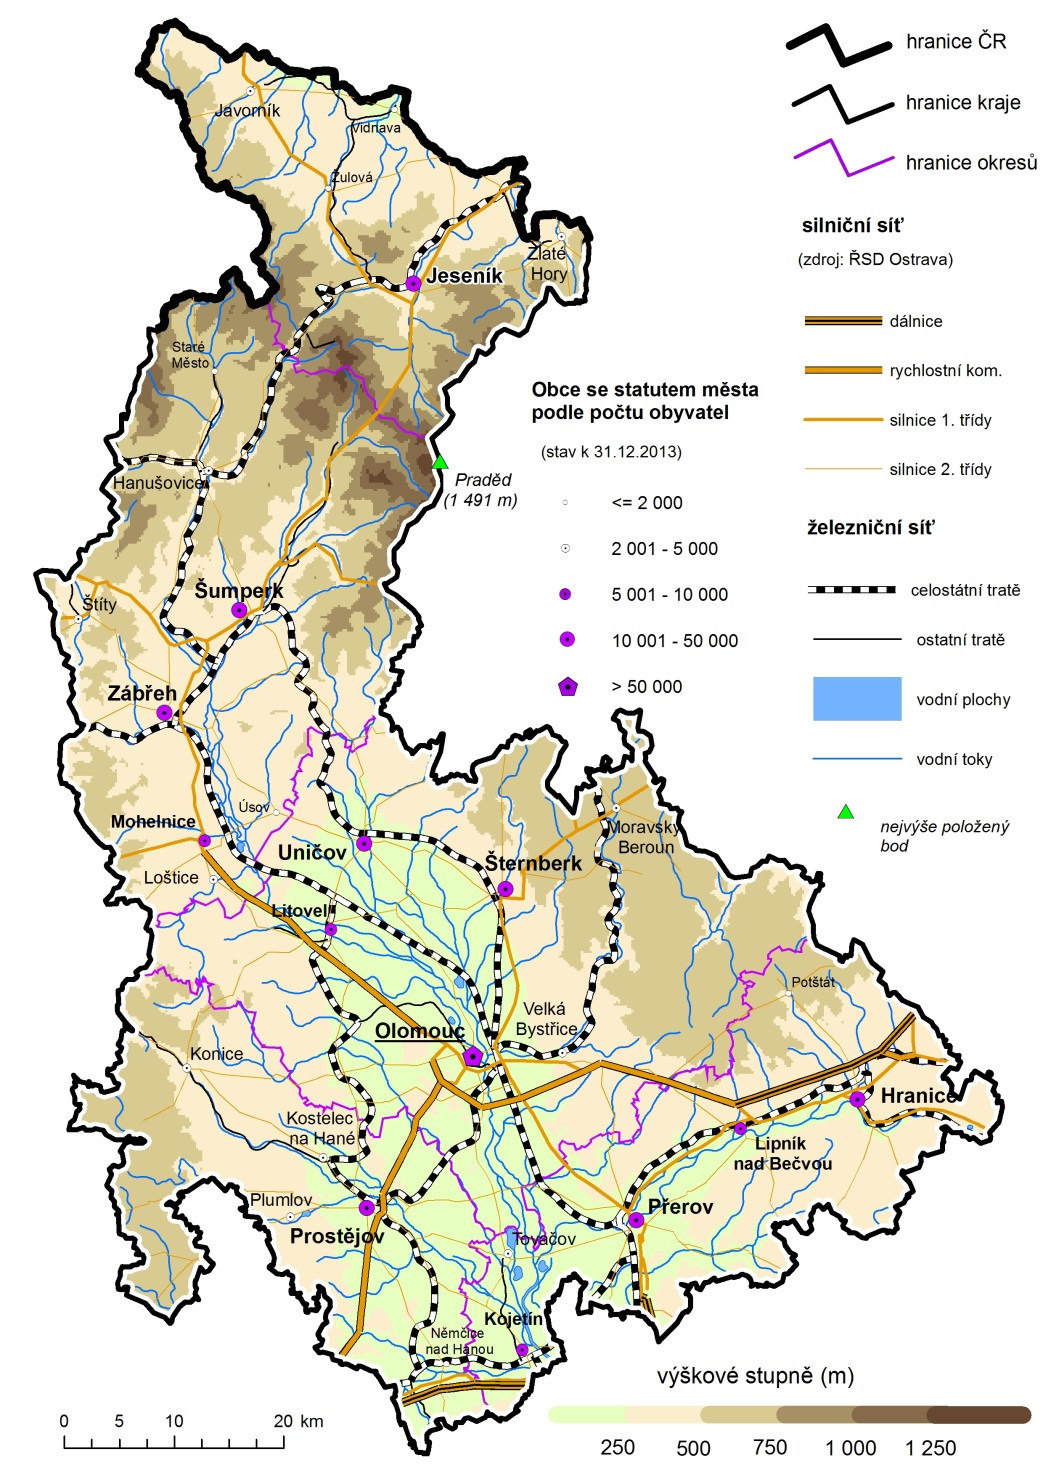 hranice ČR
hranice kraje
hranice okresů
silniční síť
(zdroj: ŘSD Ostrava)
dálnice
rychlostní kom.
silnice 1. třídy
silnice 2. třídy
železniční síť
celostátní tratě
ostatní tratě
vodní plochy
vodní toky
nejvýše položený
bod
Obce se statutem města
podle počtu obyvatel
(stav k 31.12.2013)
<= 2 000
2 001 - 5 000
5 001 - 10 000
10 001 - 50 000
> 50 000
Javorník
Vidnava
Žulová
Zlaté
Hory
Jeseník
Staré
Město
Hanušovice
Praděd
(1 491 m)
Šumperk
Štíty
Zábřeh
Úsov
Mohelnice
Moravský
Beroun
Uničov
Šternberk
Loštice
Litovel
Potštát
Velká
Bystřice
Olomouc
Konice
Hranice
Kostelec
na Hané
Lipník
nad Bečvou
Plumlov
Přerov
Prostějov
Tovačov
Kojetín
Němčice
nad Hanou
výškové stupně (m)
250 500 750 1 000 1 250
0 5 10 20 km